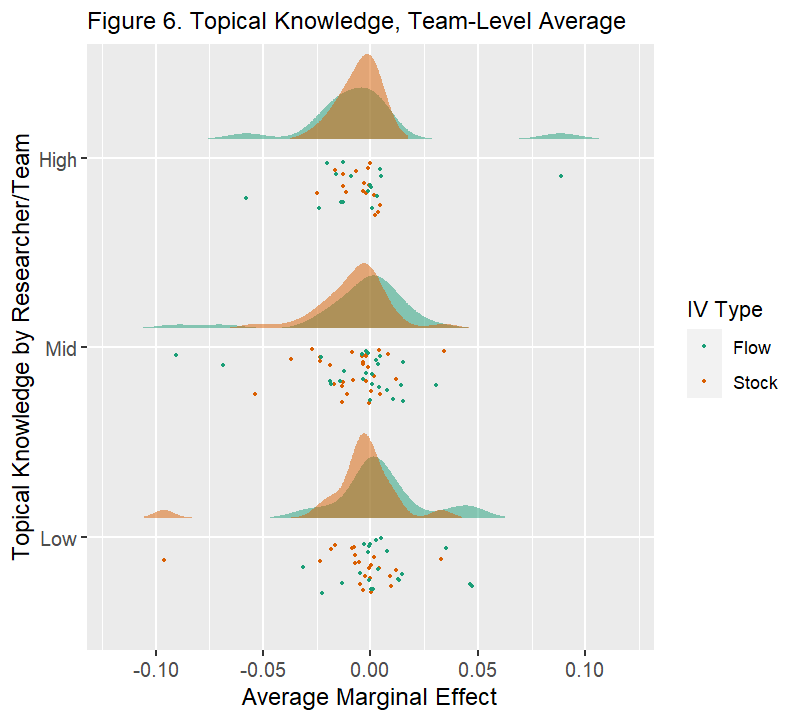 Figure 6. Topical Knowledge, Team-Level Average
Topical Knowledge by Researcher/Team
High
Mid
Low
-0.10
-0.05
0.00
0.05
0.10
Average Marginal Effect
IV Type
Flow
Stock